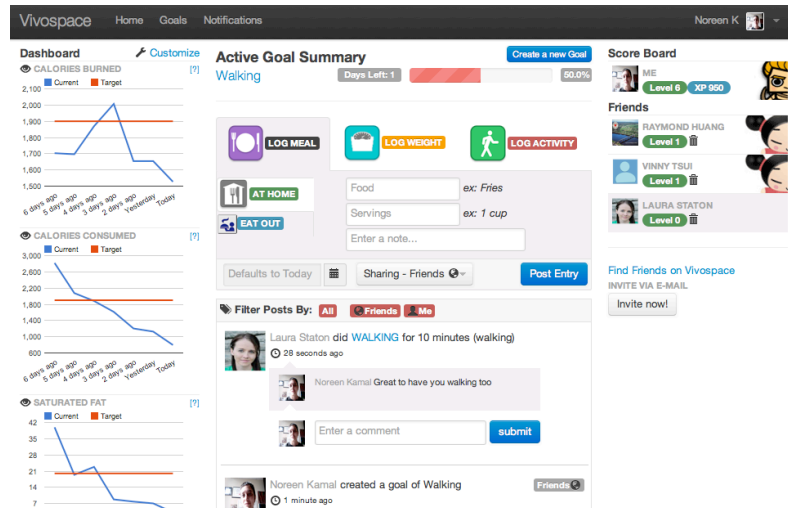 Vivospace Home Goals Notifications Noreen K
Dashboard Customize
CALORIES BURNED [?]
Current Target
2,100
2,000
1,900
1,800
1,700
1,600
1,500
6 days ago 5 days ago 4 days ago 3 days ago 2 days ago Yesterday Today
CALORIES CONSUMED [?]
Current Target
3,000
2,600
2,200
1,800
1,400
1,000
600
6 days ago 5 days ago 4 days ago 3 days ago 2 days ago Yesterday Today
SATURATED FAT [?]
Current Target
42
35
28
21
14
7
Active Goal Summary Create a new Goal
Walking Days Left: 1 50.0%
LOG MEAL LOG WEIGHT LOG ACTIVITY
AT HOME
EAT OUT
Food ex: Fries
Servings ex: 1 cup
Enter a note...
Defaults to Today Sharing - Friends Post Entry
Filter Posts By: All Friends Me
Laura Staton did WALKING for 10 minutes (walking)
28 seconds ago
Noreen Kamal Great to have you walking too
Enter a comment submit
Noreen Kamal created a goal of Walking Friends
1 minute ago
Score Board
ME
Level 6 XP 950
Friends
RAYMOND HUANG
Level 1
VINNY TSUI
Level 1
LAURA STATON
Level 0
Find Friends on Vivospace
INVITE VIA E-MAIL
Invite now!